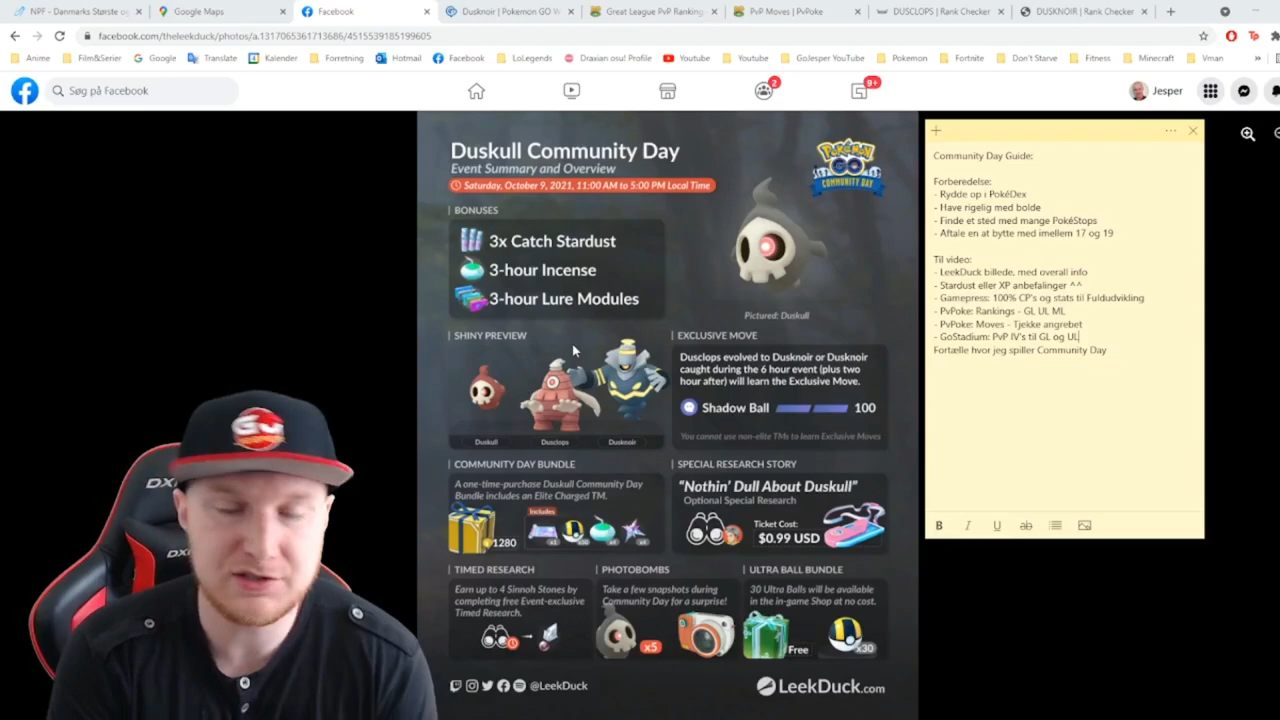 NPF - Danmarks Største o
Google Maps
Facebook
Dusknoir | Pokemon GO W
Great League PvP Ranking
PvP Moves | PvPoke
DUSCLOPS | Rank Checker
DUSKNOIR | Rank Checker
facebook.com/theleekduck/photos/a.1317065361713686/4515539185199605
Anime
Film&Serier
Google
Translate
Kalender
Forretning
Hotmail
Facebook
LoLegends
Draxian osu! Profile
Youtube
Youtube
GoJesper YouTube
Pokemon
Fortnite
Don't Starve
Fitness
Minecraft
Vman
Søg på Facebook
2
9+
Jesper
Duskull Community Day
Event Summary and Overview
Saturday, October 9, 2021, 11:00 AM to 5:00 PM Local Time
POKÉMON GO
COMMUNITY DAY
BONUSES
3x Catch Stardust
3-hour Incense
3-hour Lure Modules
Pictured: Duskull
SHINY PREVIEW
Duskull
Dusclops
Dusknoir
EXCLUSIVE MOVE
Dusclops evolved to Dusknoir or Dusknoir
caught during the 6 hour event (plus two
hour after) will learn the Exclusive Move.
Shadow Ball 100
You cannot use non-elite TMs to learn Exclusive Moves
COMMUNITY DAY BUNDLE
A one-time-purchase Duskull Community Day
Bundle includes an Elite Charged TM.
Includes
1280
x1
x30
SPECIAL RESEARCH STORY
"Nothin' Dull About Duskull"
Optional Special Research
Ticket Cost:
$0.99 USD
TIMED RESEARCH
Earn up to 4 Sinnoh Stones by
completing free Event-exclusive
Timed Research.
PHOTOBOMBS
Take a few snapshots during
Community Day for a surprise!
x5
ULTRA BALL BUNDLE
30 Ultra Balls will be available
in the in-game Shop at no cost.
Free
x30
@LeekDuck
LeekDuck.com
Community Day Guide:
Forberedelse:
- Rydde op i PokéDex
- Have rigelig med bolde
- Finde et sted med mange PokéStops
- Aftale en at bytte med imellem 17 og 19
Til video:
- LeekDuck billede, med overall info
- Stardust eller XP anbefalinger ^^
- Gamepress: 100% CP's og stats til Fuldudvikling
- PvPoke: Rankings - GL UL ML
- PvPoke: Moves - Tjekke angrebet
- GoStadium: PvP IV's til GL og UL
Fortælle hvor jeg spiller Community Day
B I U ab
GJ
DX
DX